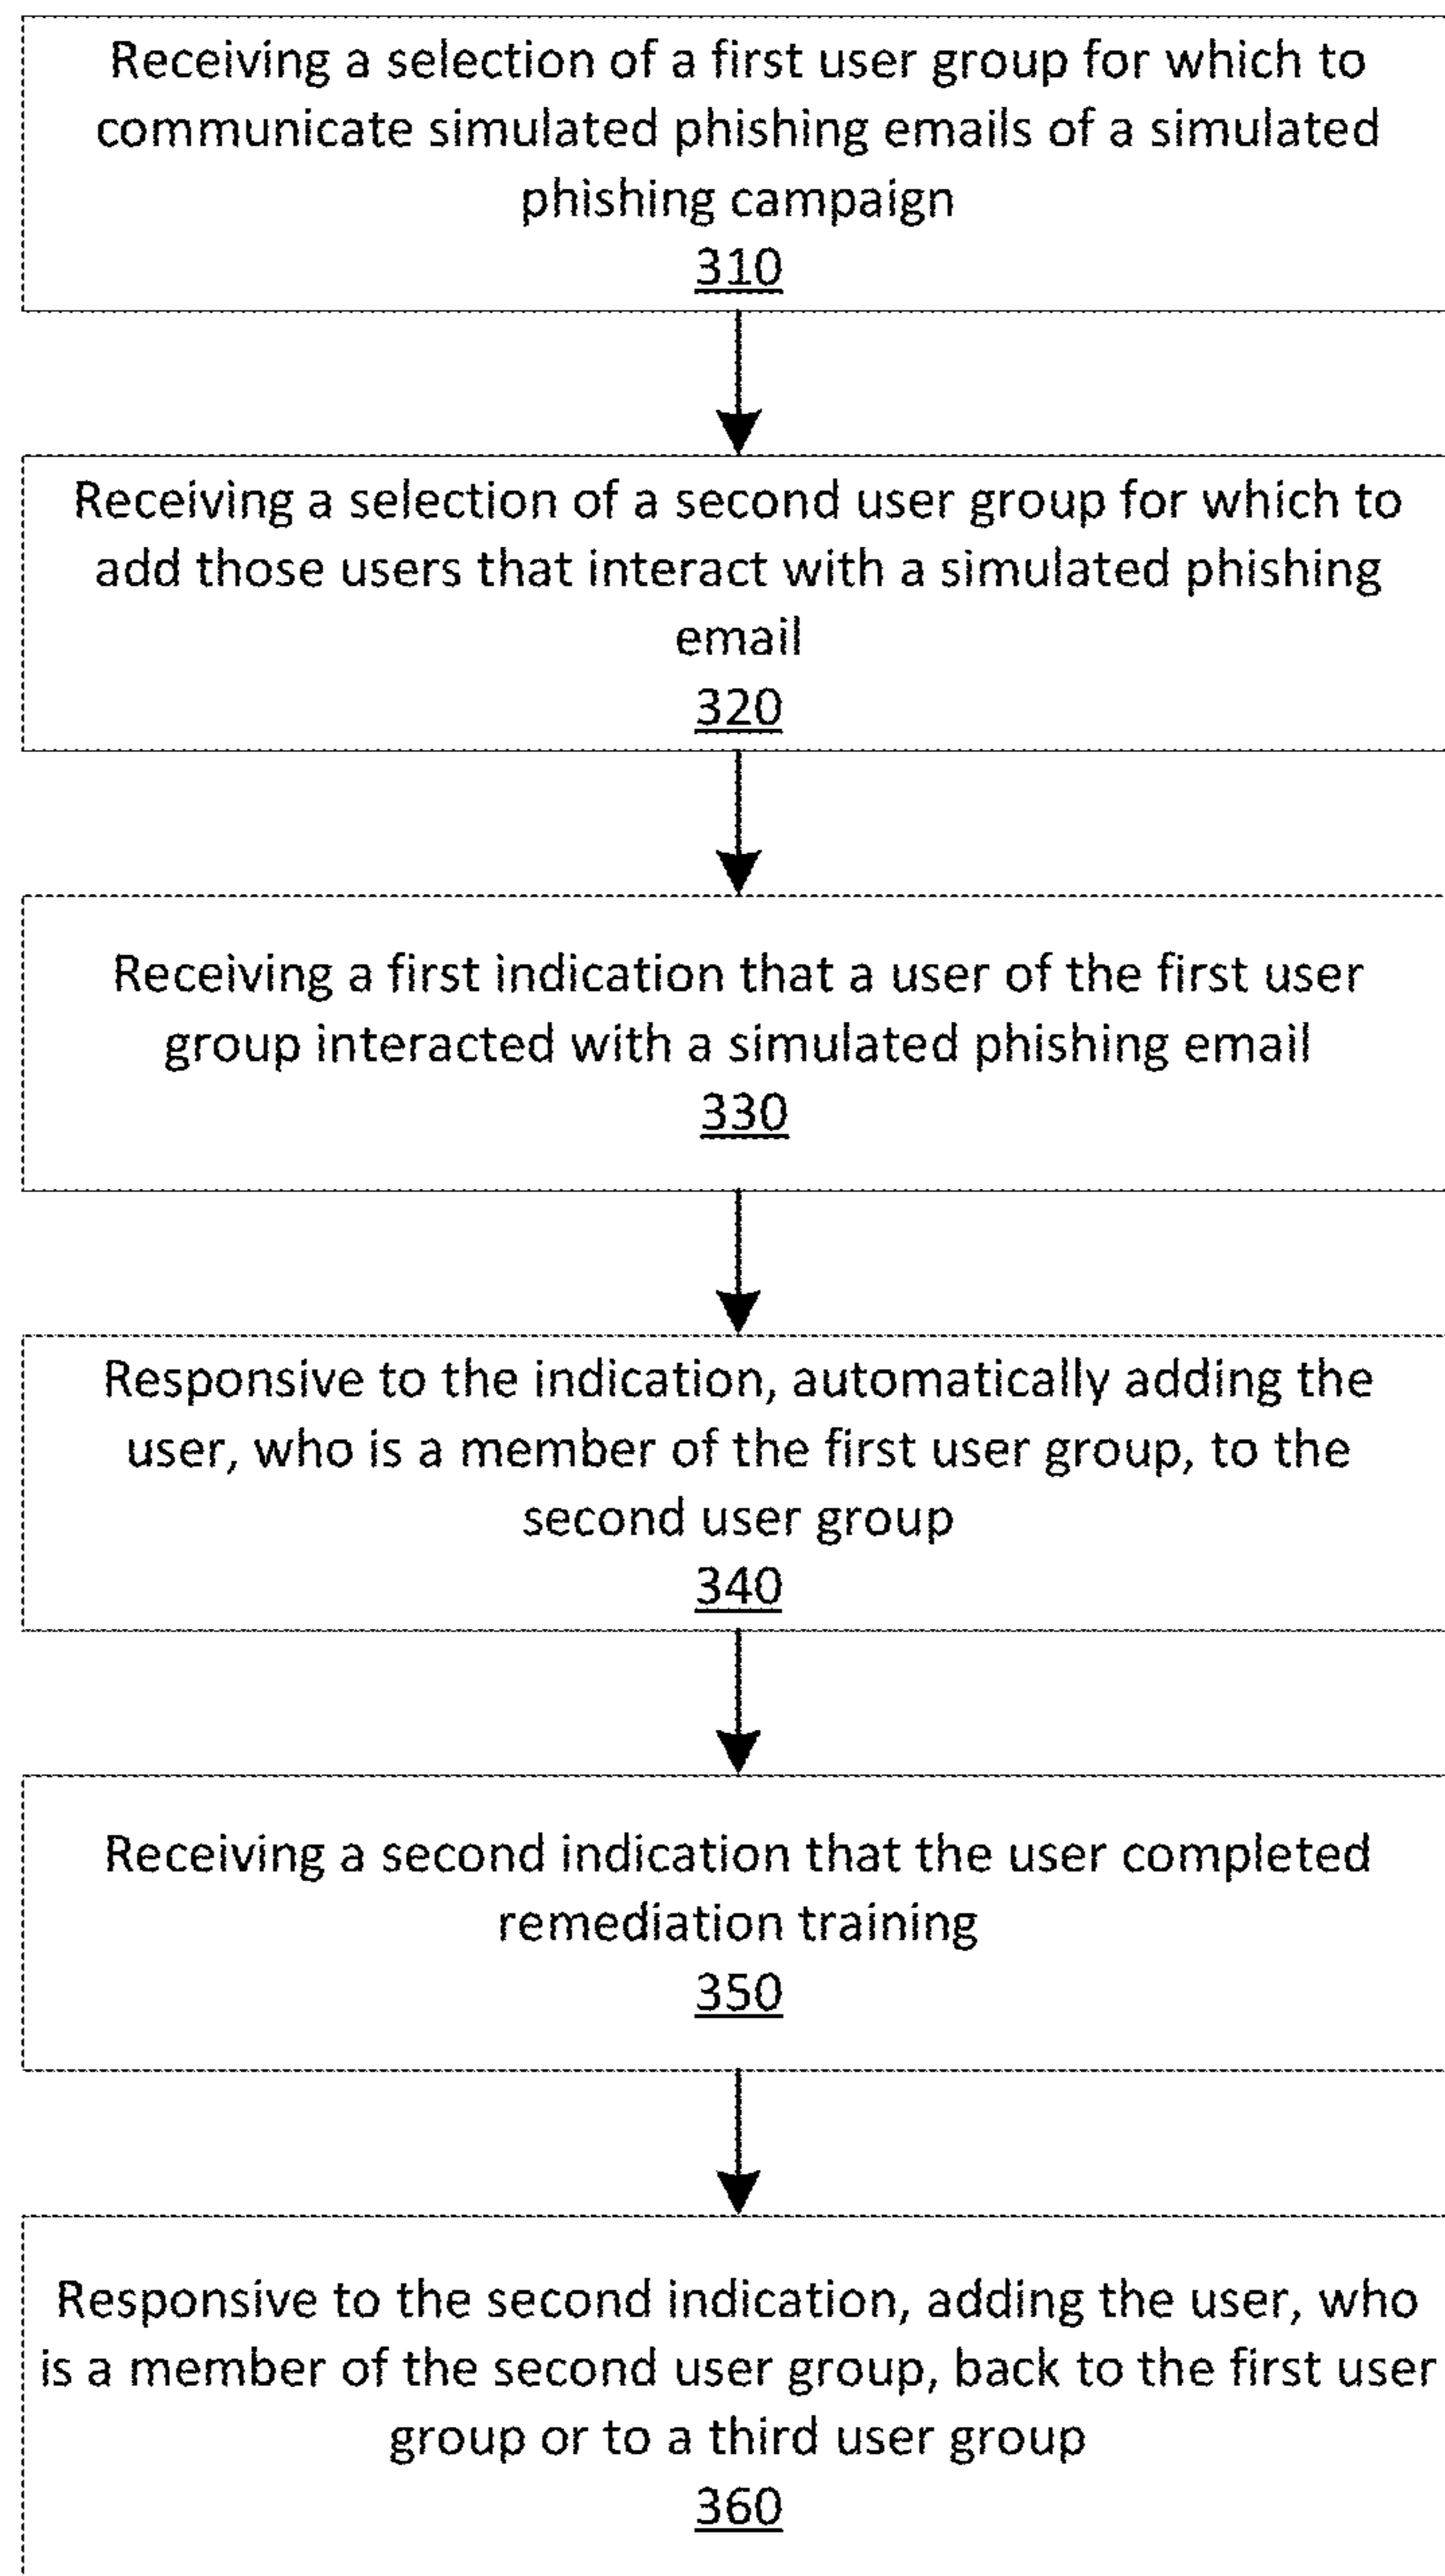 Receiving a selection of a first user group for which to
communicate simulated phishing emails of a simulated
phishing campaign
310
Receiving a selection of a second user group for which to
add those users that interact with a simulated phishing
email
320
Receiving a first indication that a user of the first user
group interacted with a simulated phishing email
330
Responsive to the indication, automatically adding the
user, who is a member of the first user group, to the
second user group
340
Receiving a second indication that the user completed
remediation training
350
Responsive to the second indication, adding the user, who
is a member of the second user group, back to the first user
group or to a third user group
360